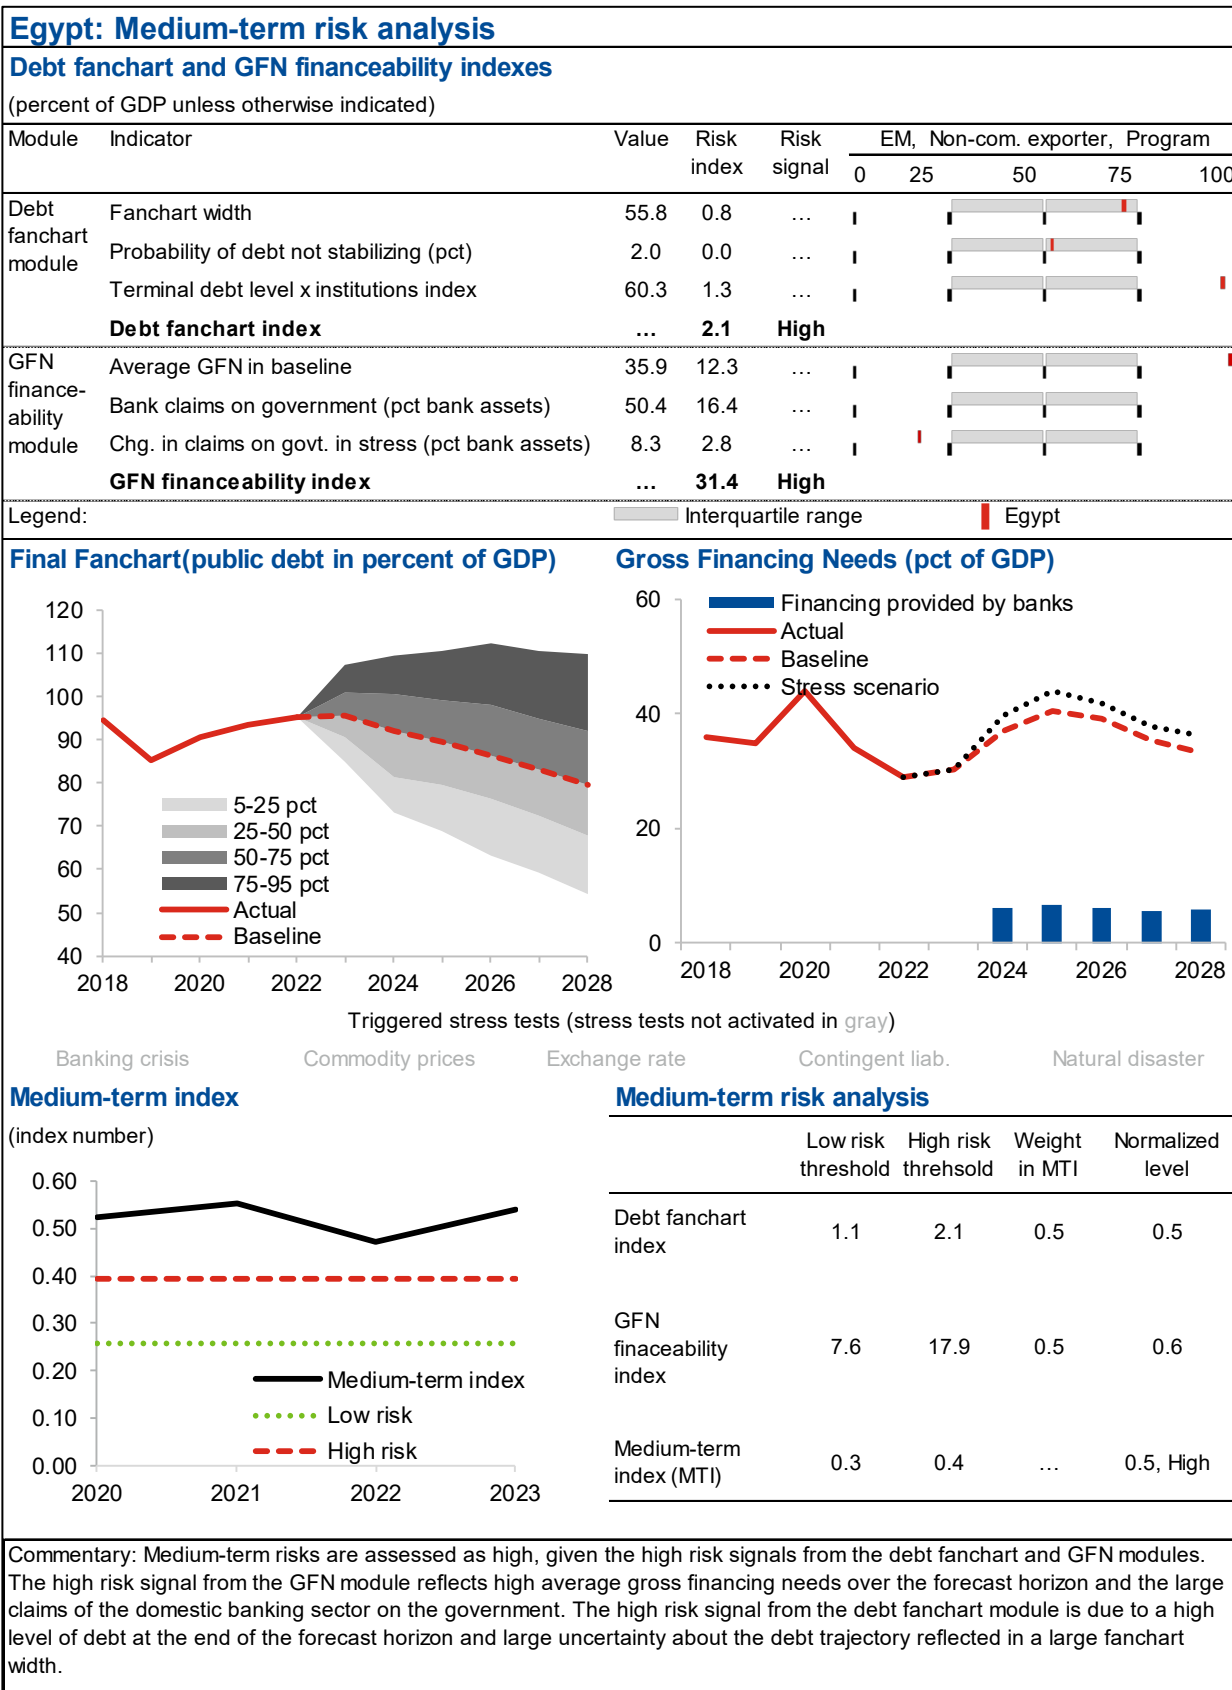 Egypt: Medium-term risk analysis
Debt fanchart and GFN financeability indexes
(percent of GDP unless otherwise indicated)
Module Indicator Value Risk index Risk signal EM, Non-com. exporter, Program
0 25 50 75 100
Debt fanchart module
Fanchart width 55.8 0.8 …
Probability of debt not stabilizing (pct) 2.0 0.0 …
Terminal debt level x institutions index 60.3 1.3 …
Debt fanchart index … 2.1 High
GFN finance-ability module
Average GFN in baseline 35.9 12.3 …
Bank claims on government (pct bank assets) 50.4 16.4 …
Chg. in claims on govt. in stress (pct bank assets) 8.3 2.8 …
GFN financeability index … 31.4 High
Legend: Interquartile range Egypt
Final Fanchart(public debt in percent of GDP)
120
110
100
90
80
70
60
50
40
5-25 pct
25-50 pct
50-75 pct
75-95 pct
Actual
Baseline
2018 2020 2022 2024 2026 2028
Gross Financing Needs (pct of GDP)
60
40
20
0
Financing provided by banks
Actual
Baseline
Stress scenario
2018 2020 2022 2024 2026 2028
Triggered stress tests (stress tests not activated in gray)
Banking crisis Commodity prices Exchange rate Contingent liab. Natural disaster
Medium-term index
(index number)
0.60
0.50
0.40
0.30
0.20
0.10
0.00
Medium-term index
Low risk
High risk
2020 2021 2022 2023
Medium-term risk analysis
Low risk threshold High risk threhsold Weight in MTI Normalized level
Debt fanchart index 1.1 2.1 0.5 0.5
GFN finaceability index 7.6 17.9 0.5 0.6
Medium-term index (MTI) 0.3 0.4 … 0.5, High
Commentary: Medium-term risks are assessed as high, given the high risk signals from the debt fanchart and GFN modules.
The high risk signal from the GFN module reflects high average gross financing needs over the forecast horizon and the large
claims of the domestic banking sector on the government. The high risk signal from the debt fanchart module is due to a high
level of debt at the end of the forecast horizon and large uncertainty about the debt trajectory reflected in a large fanchart
width.